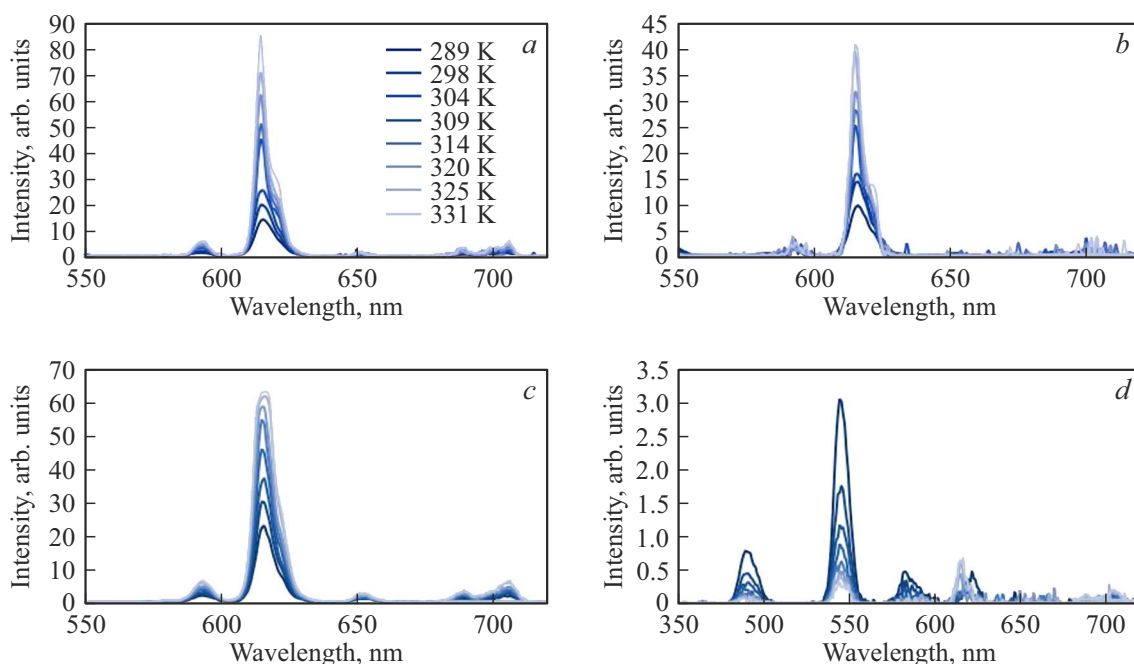 a
Intensity, arb. units
90
80
70
60
50
40
30
20
10
0
289 K
298 K
304 K
309 K
314 K
320 K
325 K
331 K
550 600 650 700
Wavelength, nm
b
Intensity, arb. units
45
40
35
30
25
20
15
10
5
0
550 600 650 700
Wavelength, nm
c
Intensity, arb. units
70
60
50
40
30
20
10
0
550 600 650 700
Wavelength, nm
d
Intensity, arb. units
3.5
3.0
2.5
2.0
1.5
1.0
0.5
0
350 500 550 600 650 700
Wavelength, nm